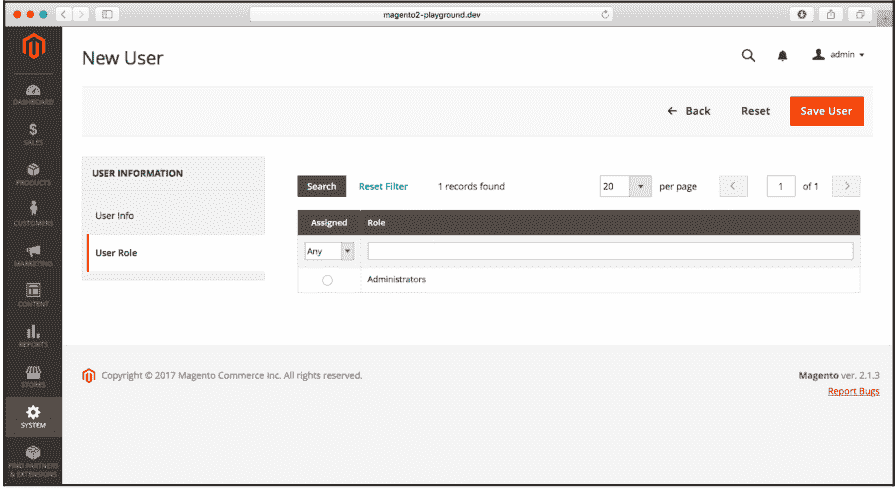 magento2-playground.dev
New User
admin
Back
Reset
Save User
DASHBOARD
SALES
PRODUCTS
CUSTOMERS
MARKETING
CONTENT
REPORTS
STORES
SYSTEM
FIND PARTNERS
& EXTENSIONS
USER INFORMATION
User Info
User Role
Search Reset Filter 1 records found 20 per page 1 of 1
Assigned Role
Any
Administrators
Copyright © 2017 Magento Commerce Inc. All rights reserved.
Magento ver. 2.1.3
Report Bugs